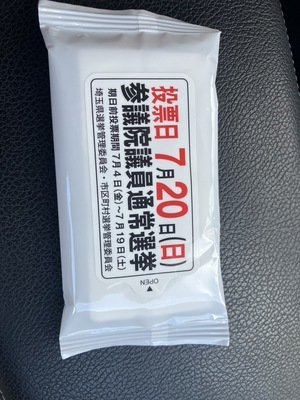 投票日 7月20日(日)
参議院議員通常選挙
期日前投票期間 7月4日(金)~7月19日(土)
埼玉県選挙管理委員会・市区町村選挙管理委員会
OPEN